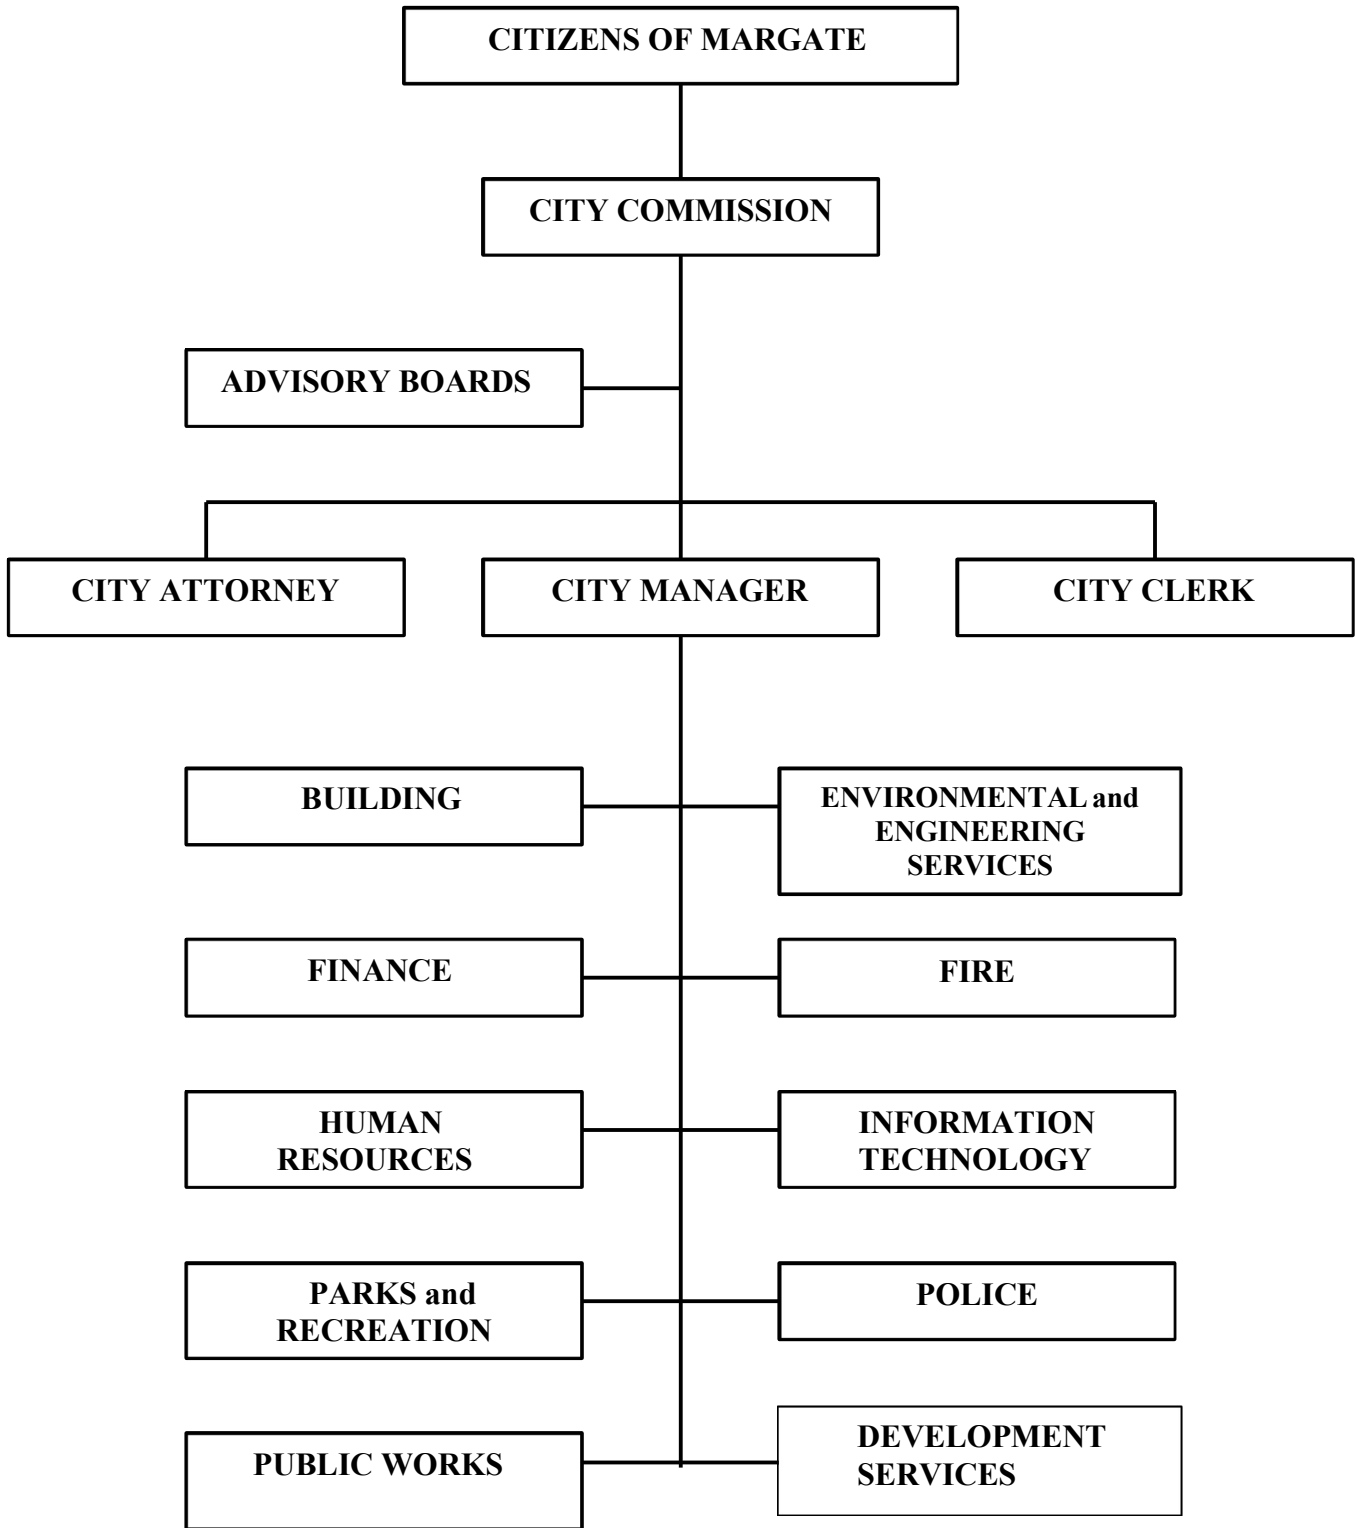 CITIZENS OF MARGATE
CITY COMMISSION
ADVISORY BOARDS
CITY ATTORNEY
CITY MANAGER
CITY CLERK
BUILDING
ENVIRONMENTAL and
ENGINEERING
SERVICES
FINANCE
FIRE
HUMAN
RESOURCES
INFORMATION
TECHNOLOGY
PARKS and
RECREATION
POLICE
PUBLIC WORKS
DEVELOPMENT
SERVICES